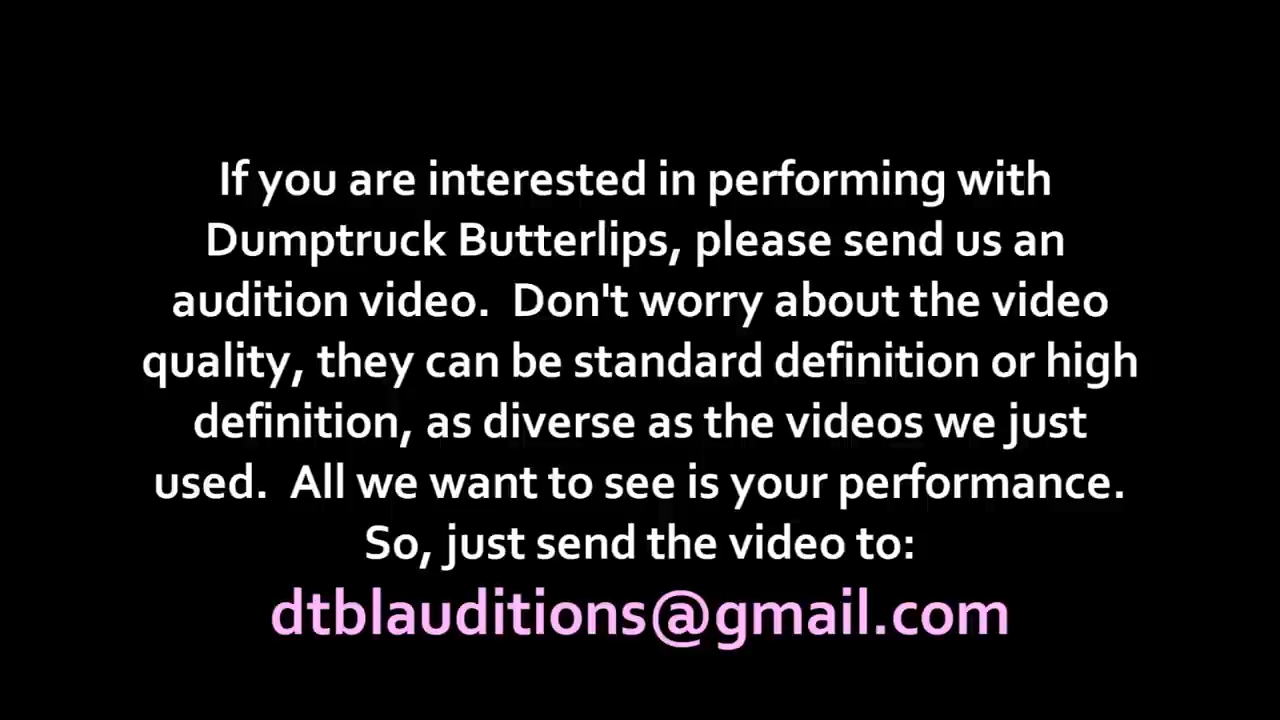 If you are interested in performing with
Dumptruck Butterlips, please send us an
audition video.  Don't worry about the video
quality, they can be standard definition or high
definition, as diverse as the videos we just
used.  All we want to see is your performance.
So, just send the video to:
dtblauditions@gmail.com